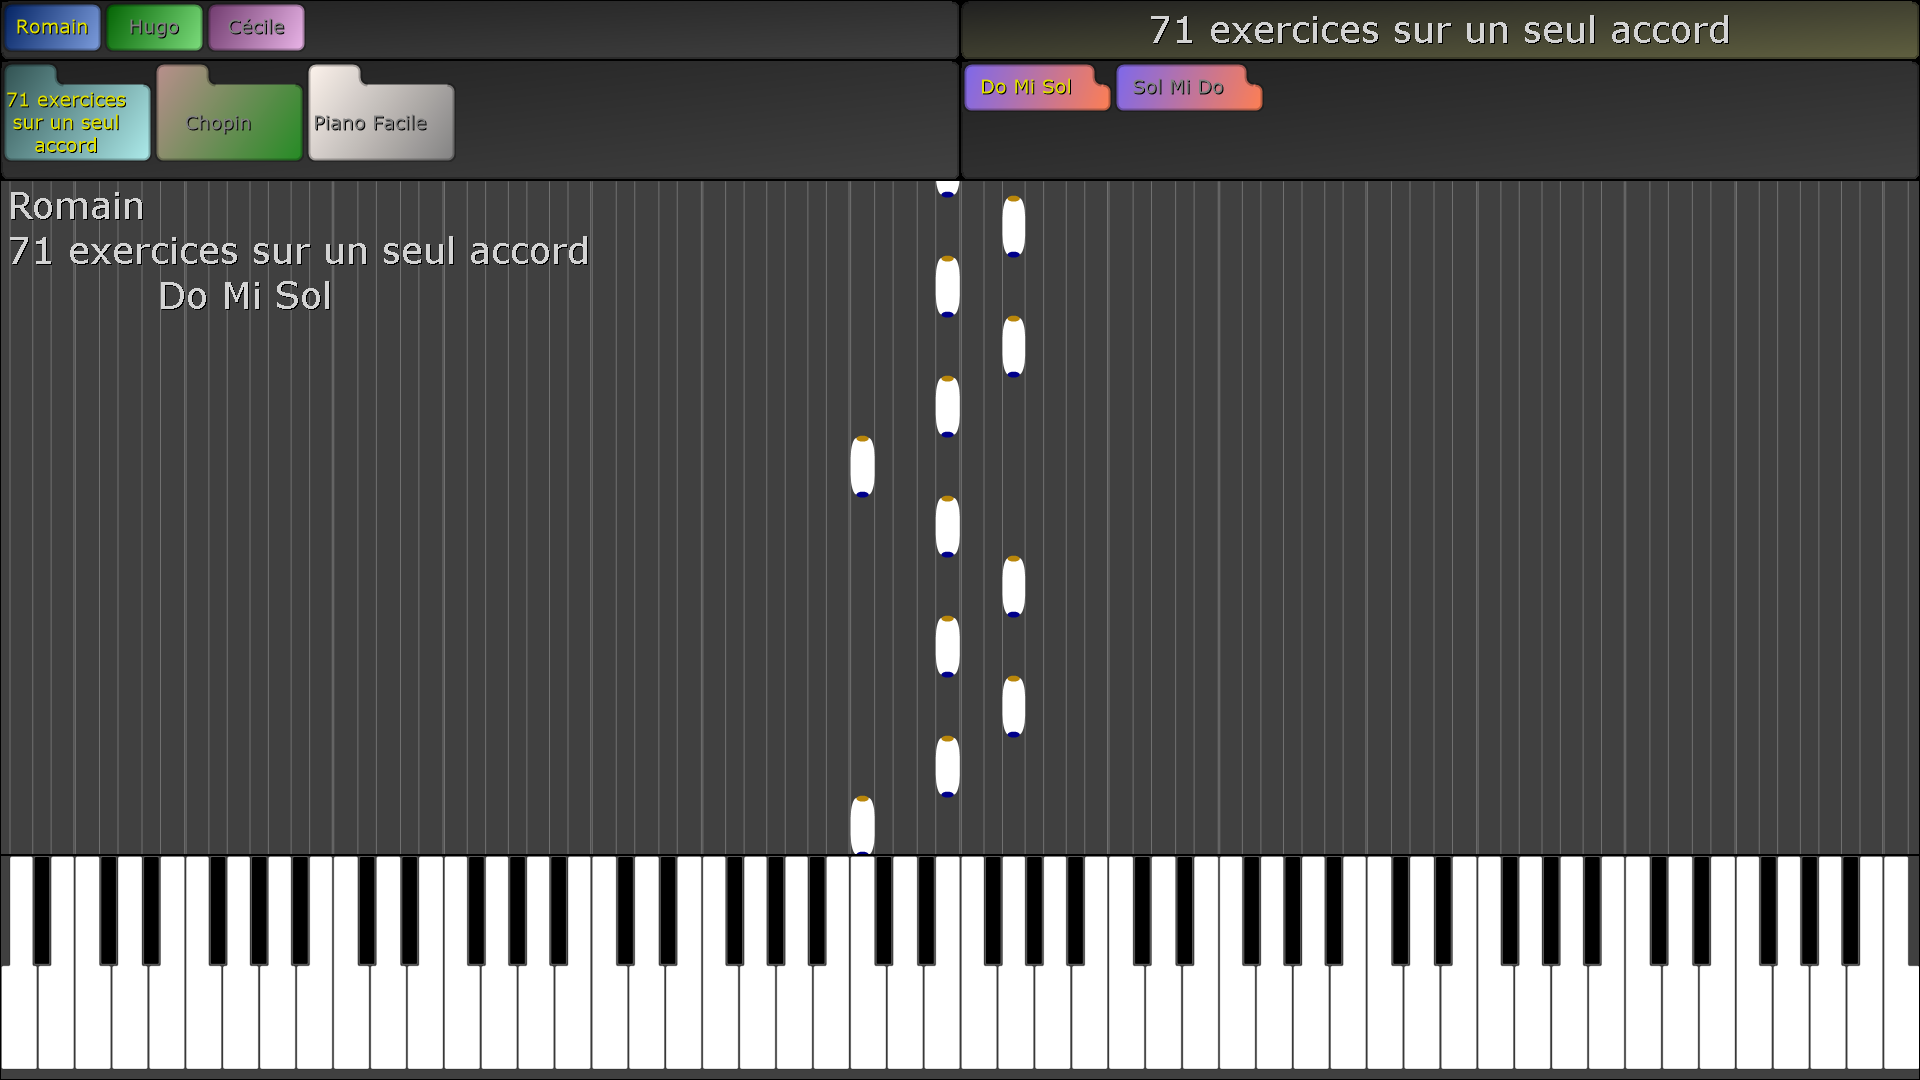 Romain
Hugo
Cécile
71 exercices sur un seul accord
71 exercices
sur un seul
accord
Chopin
Piano Facile
Do Mi Sol
Sol Mi Do
Romain
71 exercices sur un seul accord
Do Mi Sol